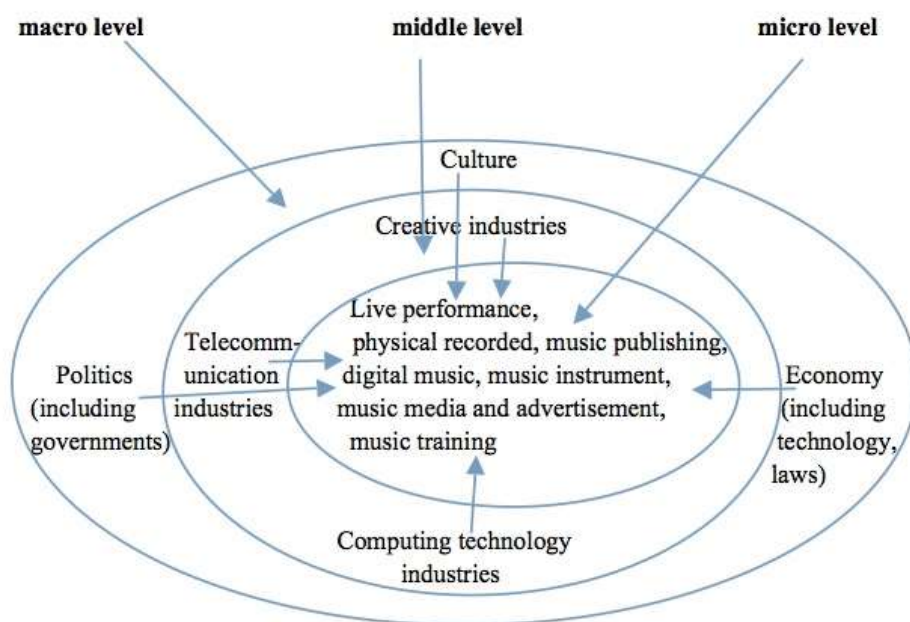 macro level
middle level
micro level
Culture
Creative industries
Live performance,
physical recorded, music publishing,
digital music, music instrument,
music media and advertisement,
music training
Telecomm-
unication
industries
Politics
(including
governments)
Economy
(including
technology,
laws)
Computing technology
industries